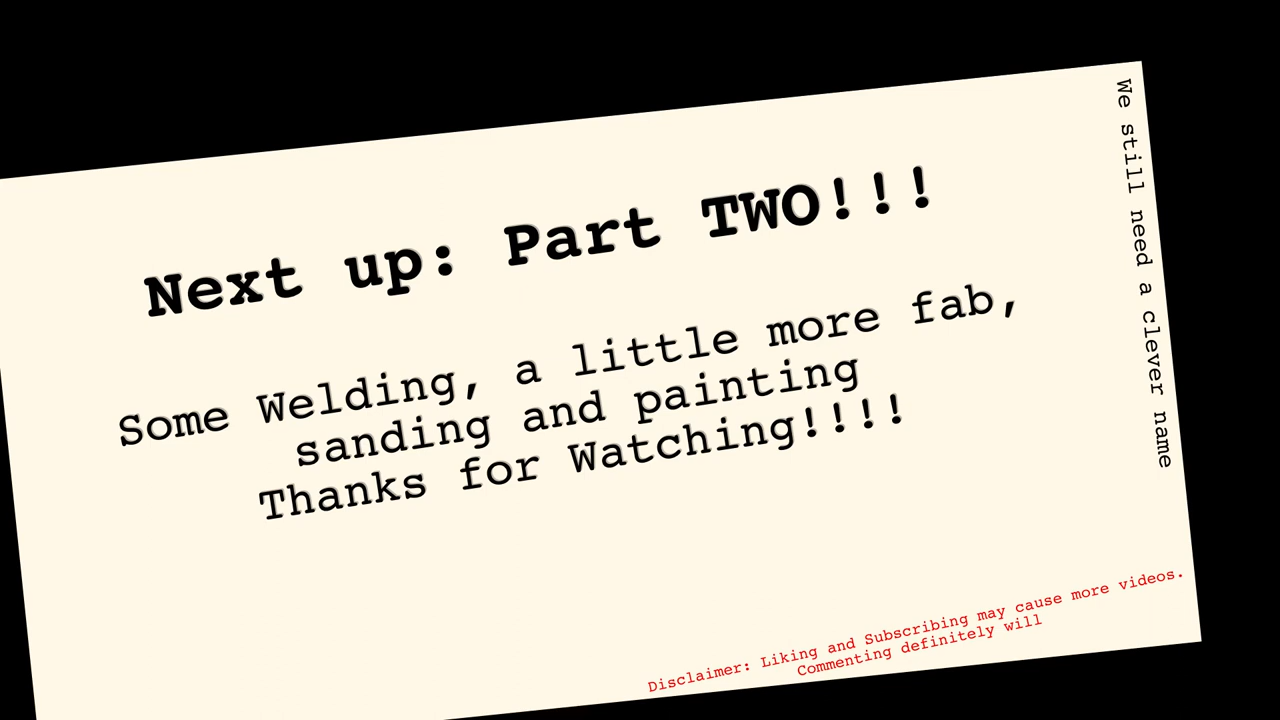 Next up: Part TWO!!!
Some Welding, a little more fab,
sanding and painting
Thanks for Watching!!!!
We still need a clever name
Disclaimer: Liking and Subscribing may cause more videos.
Commenting definitely will